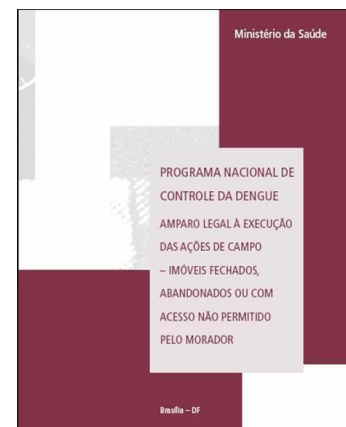 Ministério da Saúde
PROGRAMA NACIONAL DE
CONTROLE DA DENGUE
AMPARO LEGAL À EXECUÇÃO
DAS AÇÕES DE CAMPO
– IMÓVEIS FECHADOS,
ABANDONADOS OU COM
ACESSO NÃO PERMITIDO
PELO MORADOR
Brasília – DF